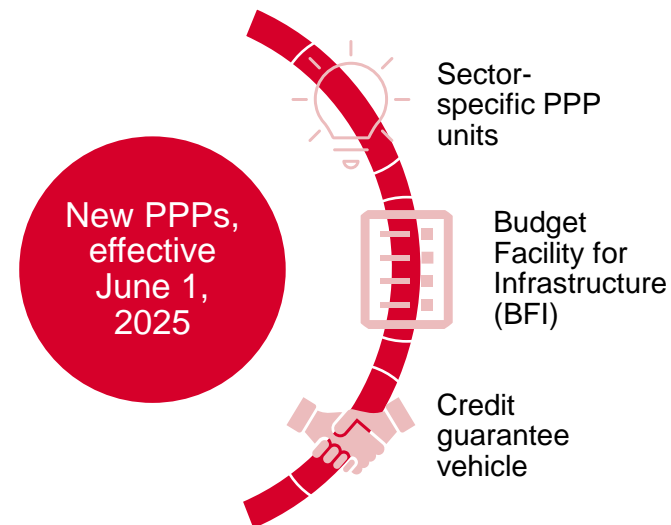 New PPPs,
effective
June 1,
2025
Sector-
specific PPP
units
Budget
Facility for
Infrastructure
(BFI)
Credit
guarantee
vehicle